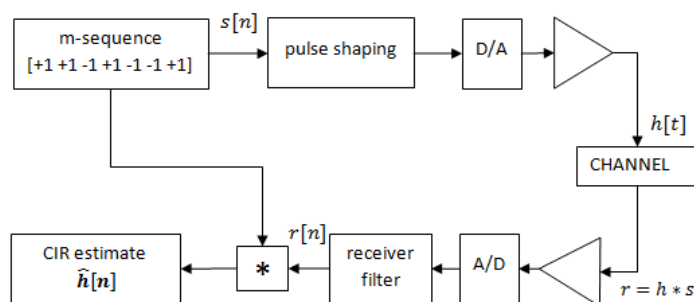 s[n]
m-sequence
[+1 +1 -1 +1 -1 -1 +1]
pulse shaping
D/A
h[t]
CHANNEL
r[n]
CIR estimate
ĥ[n]
*
receiver
filter
A/D
r = h * s